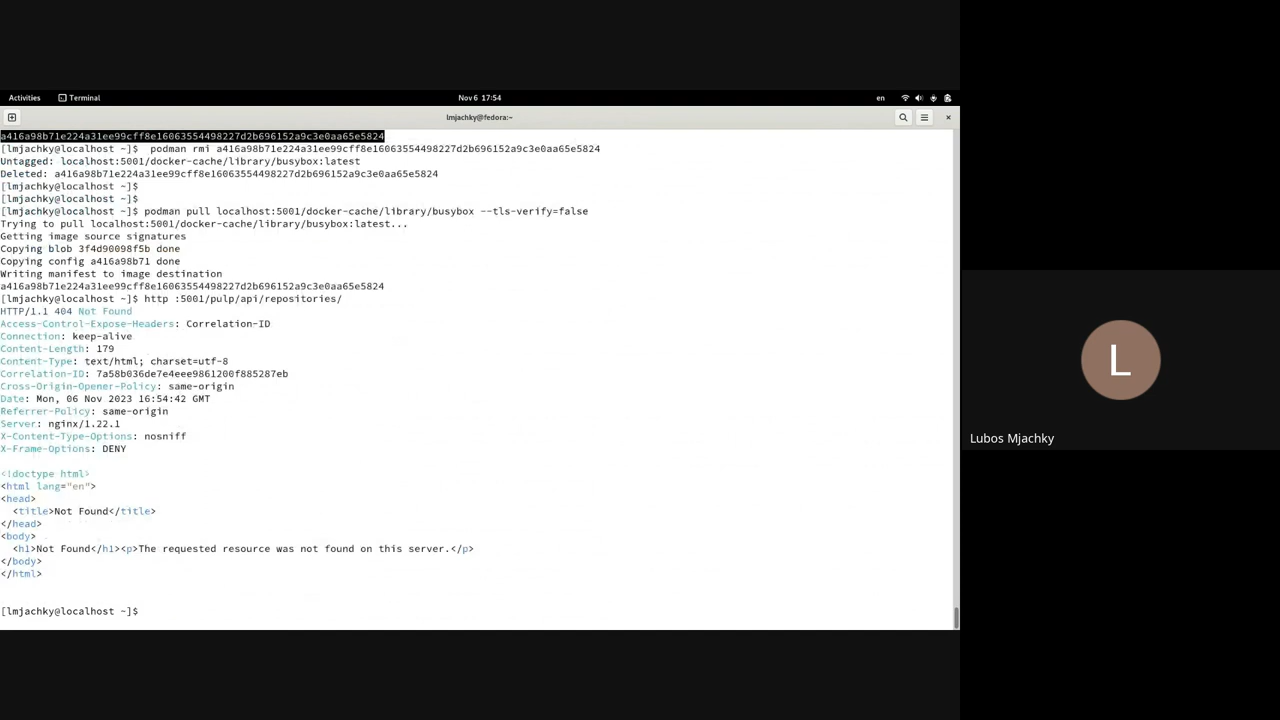 Activities
Terminal
Nov 6 17:54
en
lmjachky@fedora:~
a416a98b71e224a31ee99cff8e16063554498227d2b696152a9c3e0aa65e5824
[lmjachky@localhost ~]$  podman rmi a416a98b71e224a31ee99cff8e16063554498227d2b696152a9c3e0aa65e5824
Untagged: localhost:5001/docker-cache/library/busybox:latest
Deleted: a416a98b71e224a31ee99cff8e16063554498227d2b696152a9c3e0aa65e5824
[lmjachky@localhost ~]$
[lmjachky@localhost ~]$
[lmjachky@localhost ~]$ podman pull localhost:5001/docker-cache/library/busybox --tls-verify=false
Trying to pull localhost:5001/docker-cache/library/busybox:latest...
Getting image source signatures
Copying blob 3f4d90098f5b done
Copying config a416a98b71 done
Writing manifest to image destination
a416a98b71e224a31ee99cff8e16063554498227d2b696152a9c3e0aa65e5824
[lmjachky@localhost ~]$ http :5001/pulp/api/repositories/
HTTP/1.1 404 Not Found
Access-Control-Expose-Headers: Correlation-ID
Connection: keep-alive
Content-Length: 179
Content-Type: text/html; charset=utf-8
Correlation-ID: 7a58b036de7e4eee9861200f885287eb
Cross-Origin-Opener-Policy: same-origin
Date: Mon, 06 Nov 2023 16:54:42 GMT
Referrer-Policy: same-origin
Server: nginx/1.22.1
X-Content-Type-Options: nosniff
X-Frame-Options: DENY
<!doctype html>
<html lang="en">
<head>
  <title>Not Found</title>
</head>
<body>
  <h1>Not Found</h1><p>The requested resource was not found on this server.</p>
</body>
</html>
[lmjachky@localhost ~]$
L
Lubos Mjachky